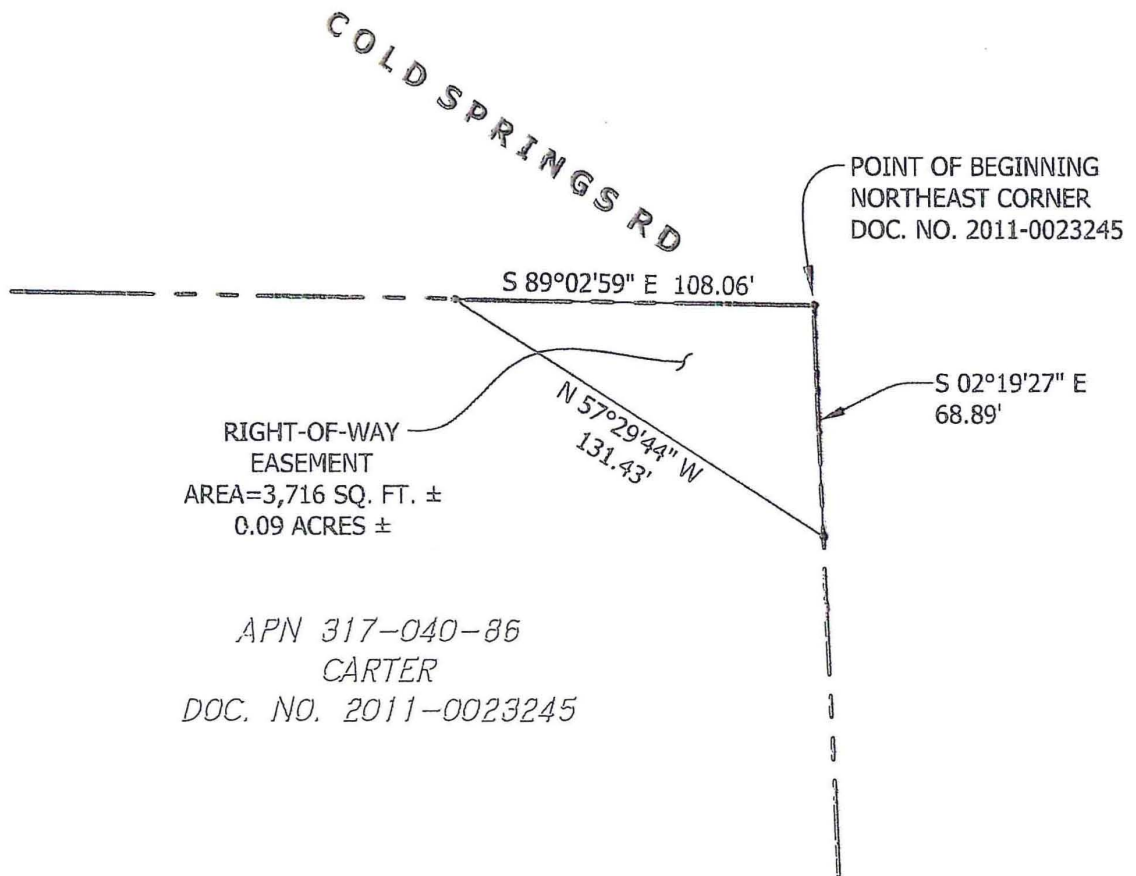 COLD SPRINGS RD
POINT OF BEGINNING
NORTHEAST CORNER
DOC. NO. 2011-0023245
S 89°02'59" E 108.06'
S 02°19'27" E
68.89'
N 57°29'44" W
131.43'
RIGHT-OF-WAY
EASEMENT
AREA=3,716 SQ. FT. ±
0.09 ACRES ±
APN 317-040-86
CARTER
DOC. NO. 2011-0023245